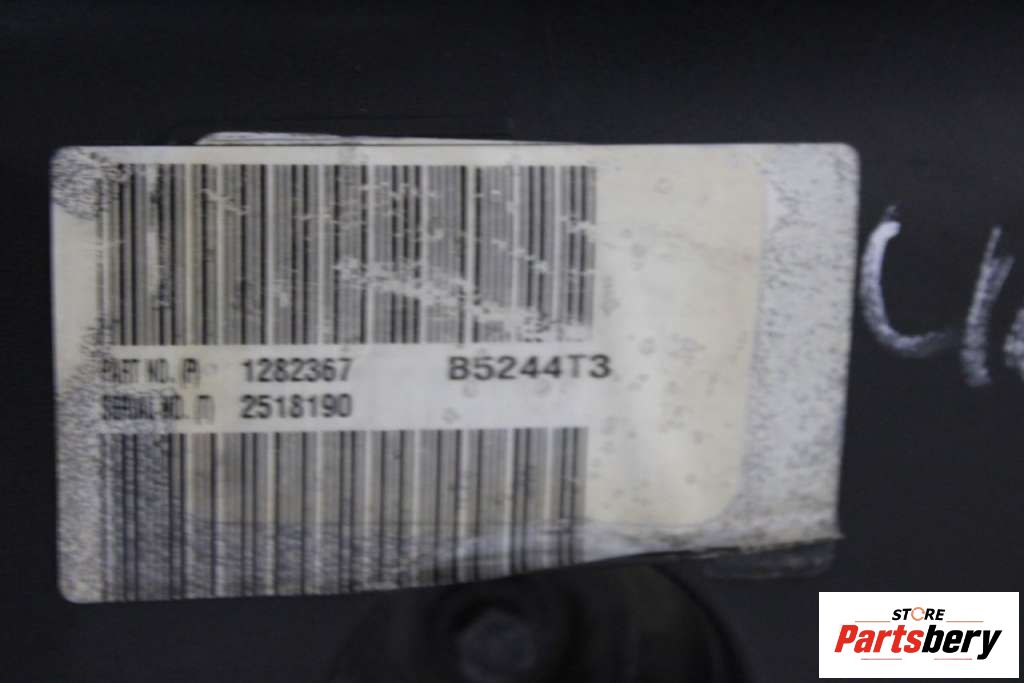 PART NO. (P) 1282367 B5244T3
SERIAL NO. (T) 2518190
STORE
Partsbery